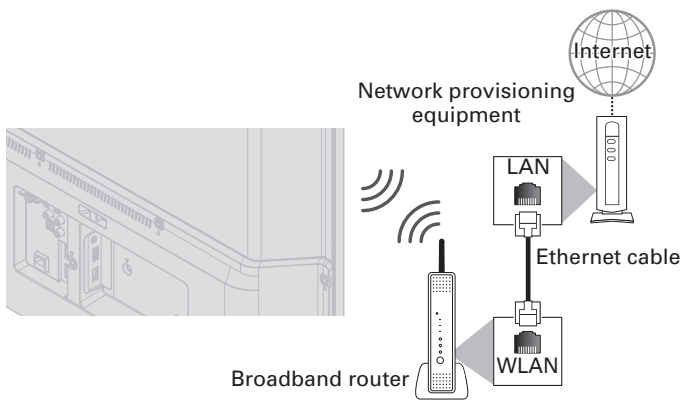 Internet
Network provisioning
equipment
LAN
Ethernet cable
WLAN
Broadband router